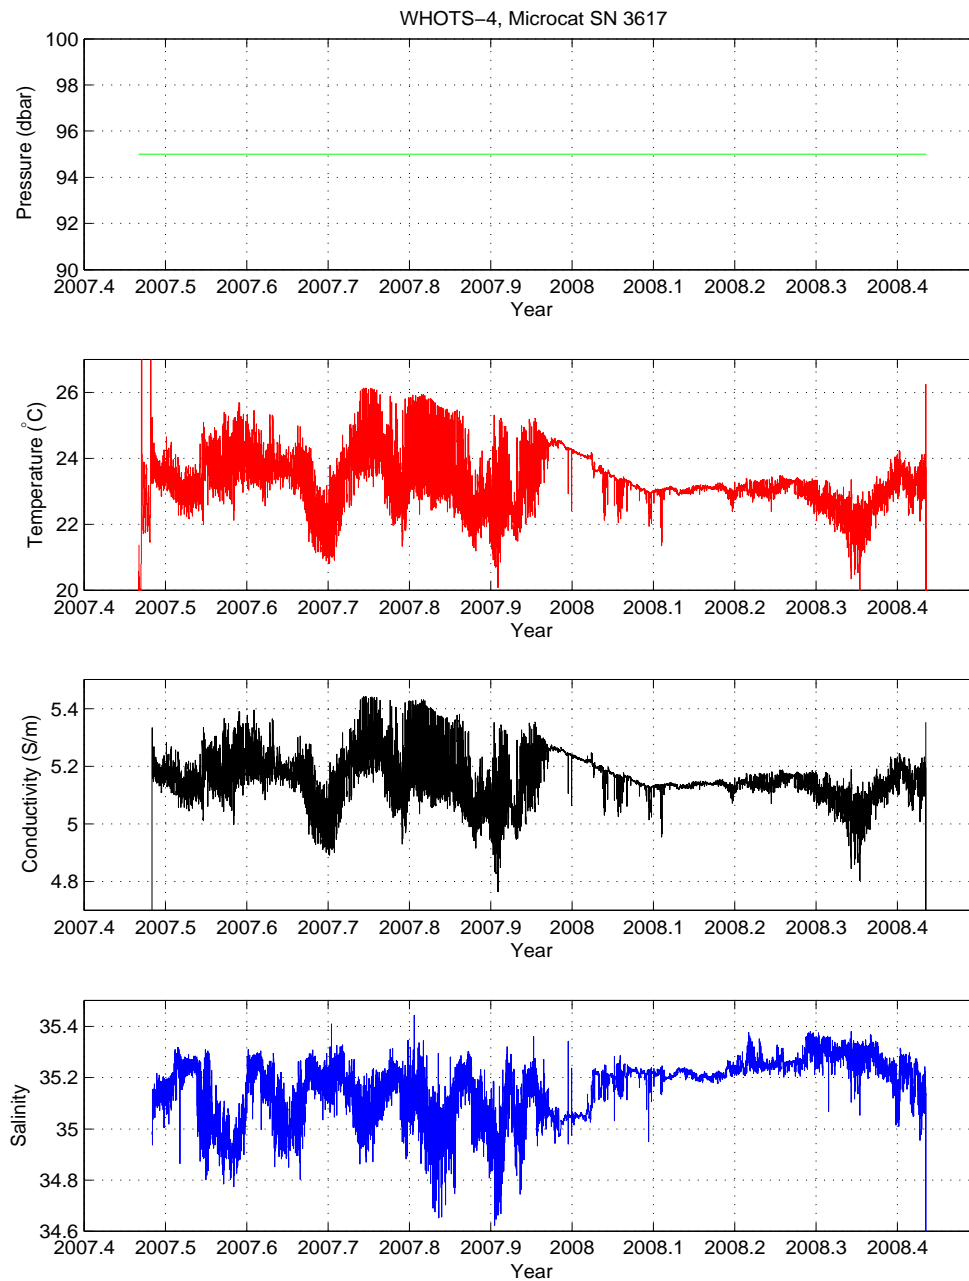 WHOTS−4, Microcat SN 3617
100
98
96
94
92
90
Pressure (dbar)
2007.4 2007.5 2007.6 2007.7 2007.8 2007.9 2008 2008.1 2008.2 2008.3 2008.4
Year
26
24
22
20
Temperature (°C)
2007.4 2007.5 2007.6 2007.7 2007.8 2007.9 2008 2008.1 2008.2 2008.3 2008.4
Year
5.4
5.2
5
4.8
Conductivity (S/m)
2007.4 2007.5 2007.6 2007.7 2007.8 2007.9 2008 2008.1 2008.2 2008.3 2008.4
Year
35.4
35.2
35
34.8
34.6
Salinity
2007.4 2007.5 2007.6 2007.7 2007.8 2007.9 2008 2008.1 2008.2 2008.3 2008.4
Year